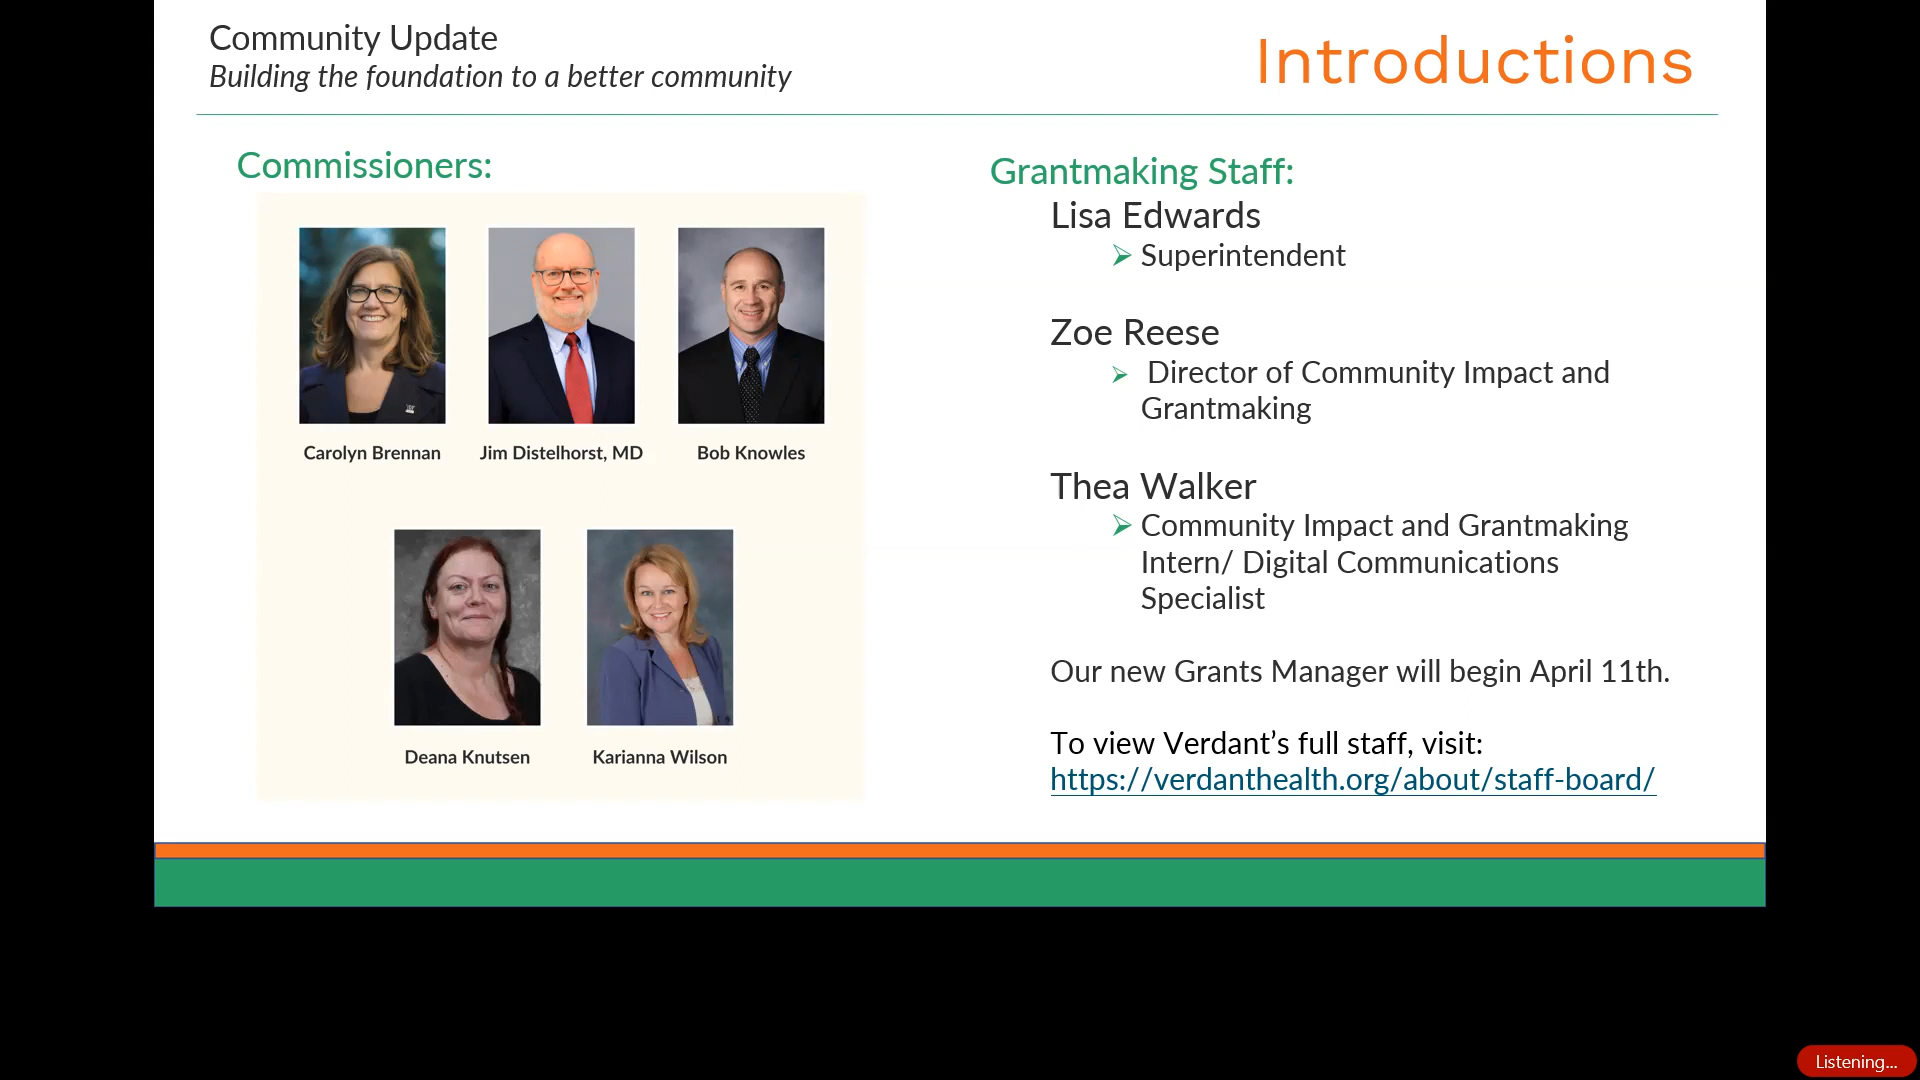 Community Update
Building the foundation to a better community
Introductions
Commissioners:
Carolyn Brennan
Jim Distelhorst, MD
Bob Knowles
Deana Knutsen
Karianna Wilson
Grantmaking Staff:
Lisa Edwards
Superintendent
Zoe Reese
Director of Community Impact and
Grantmaking
Thea Walker
Community Impact and Grantmaking
Intern/ Digital Communications
Specialist
Our new Grants Manager will begin April 11th.
To view Verdant’s full staff, visit:
https://verdanthealth.org/about/staff-board/
Listening...